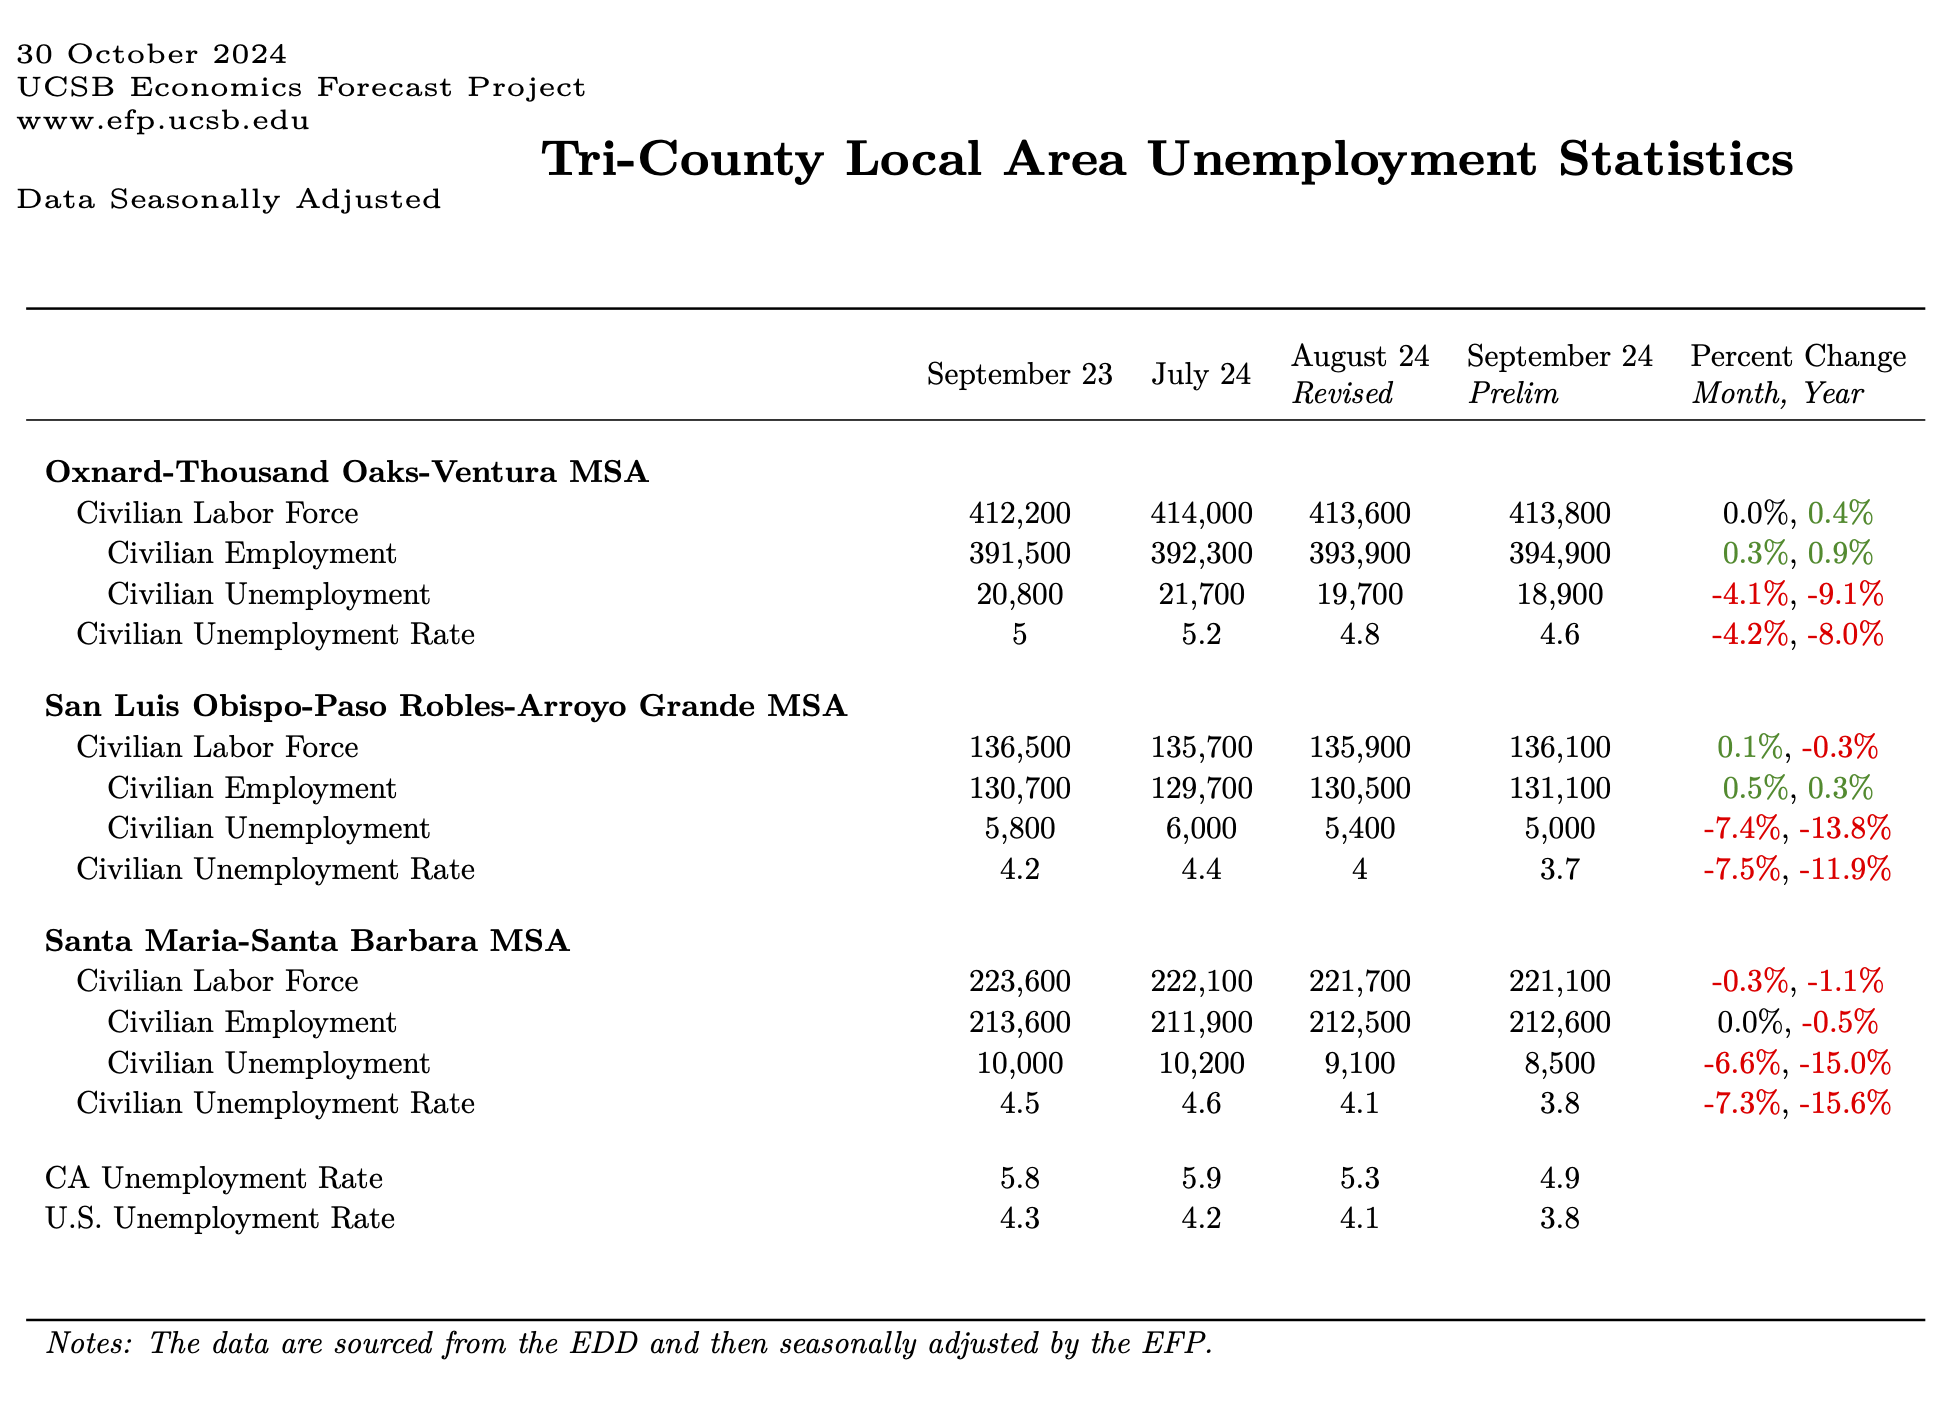 30 October 2024
UCSB Economics Forecast Project
www.efp.ucsb.edu
Tri-County Local Area Unemployment Statistics
Data Seasonally Adjusted
September 23 July 24 August 24 Revised September 24 Prelim Percent Change Month, Year
Oxnard-Thousand Oaks-Ventura MSA
Civilian Labor Force 412,200 414,000 413,600 413,800 0.0%, 0.4%
Civilian Employment 391,500 392,300 393,900 394,900 0.3%, 0.9%
Civilian Unemployment 20,800 21,700 19,700 18,900 -4.1%, -9.1%
Civilian Unemployment Rate 5 5.2 4.8 4.6 -4.2%, -8.0%
San Luis Obispo-Paso Robles-Arroyo Grande MSA
Civilian Labor Force 136,500 135,700 135,900 136,100 0.1%, -0.3%
Civilian Employment 130,700 129,700 130,500 131,100 0.5%, 0.3%
Civilian Unemployment 5,800 6,000 5,400 5,000 -7.4%, -13.8%
Civilian Unemployment Rate 4.2 4.4 4 3.7 -7.5%, -11.9%
Santa Maria-Santa Barbara MSA
Civilian Labor Force 223,600 222,100 221,700 221,100 -0.3%, -1.1%
Civilian Employment 213,600 211,900 212,500 212,600 0.0%, -0.5%
Civilian Unemployment 10,000 10,200 9,100 8,500 -6.6%, -15.0%
Civilian Unemployment Rate 4.5 4.6 4.1 3.8 -7.3%, -15.6%
CA Unemployment Rate 5.8 5.9 5.3 4.9
U.S. Unemployment Rate 4.3 4.2 4.1 3.8
Notes: The data are sourced from the EDD and then seasonally adjusted by the EFP.